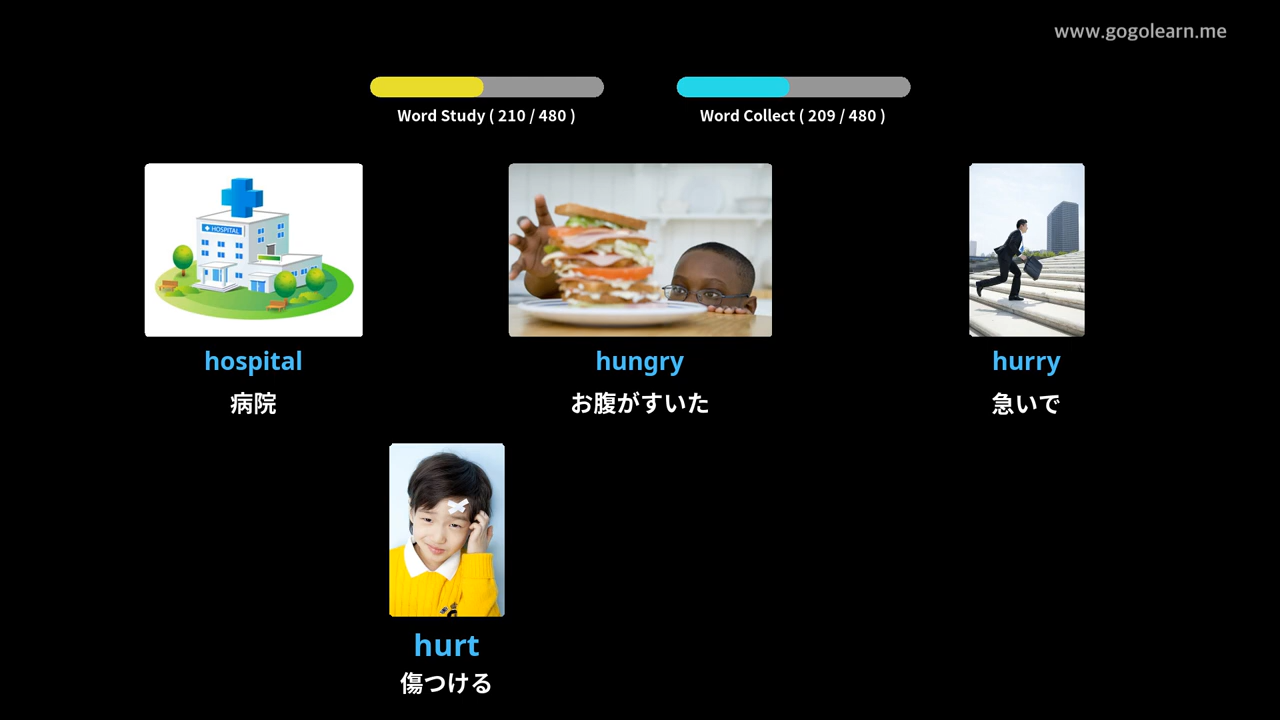 www.gogolearn.me
Word Study ( 210 / 480 )
Word Collect ( 209 / 480 )
HOSPITAL
hospital
病院
hungry
お腹がすいた
hurry
急いで
hurt
傷つける